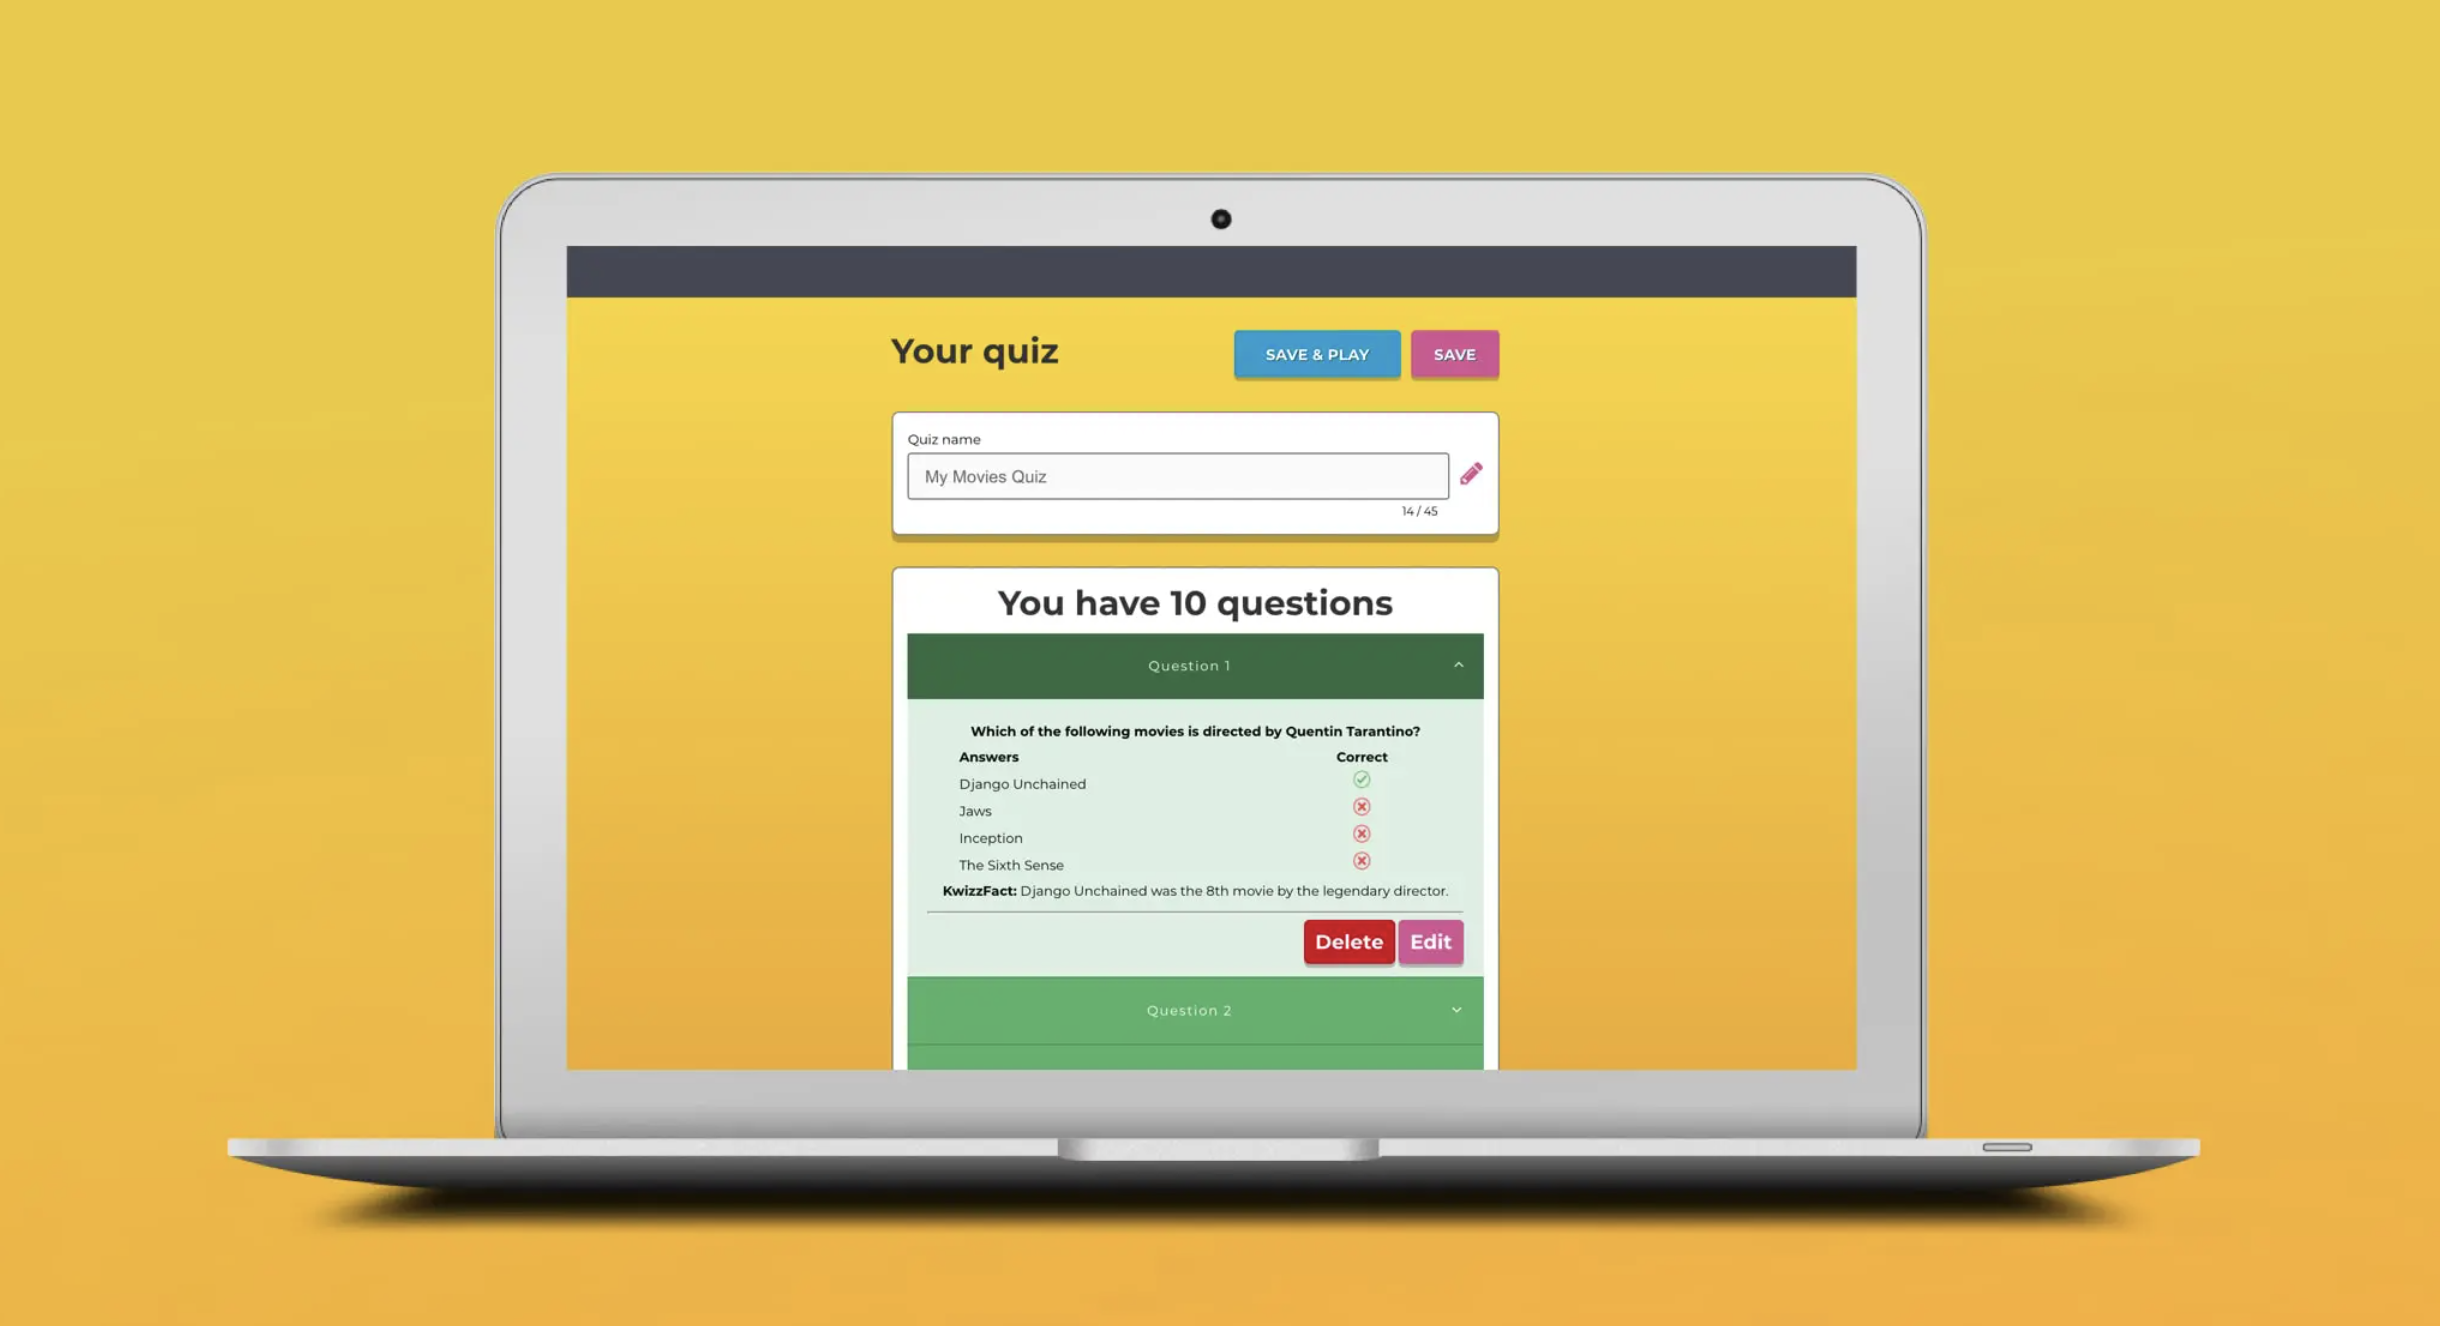 Your quiz
SAVE & PLAY
SAVE
Quiz name
My Movies Quiz
14 / 45
You have 10 questions
Question 1
Which of the following movies is directed by Quentin Tarantino?
Answers Correct
Django Unchained
Jaws
Inception
The Sixth Sense
KwizzFact: Django Unchained was the 8th movie by the legendary director.
Delete
Edit
Question 2